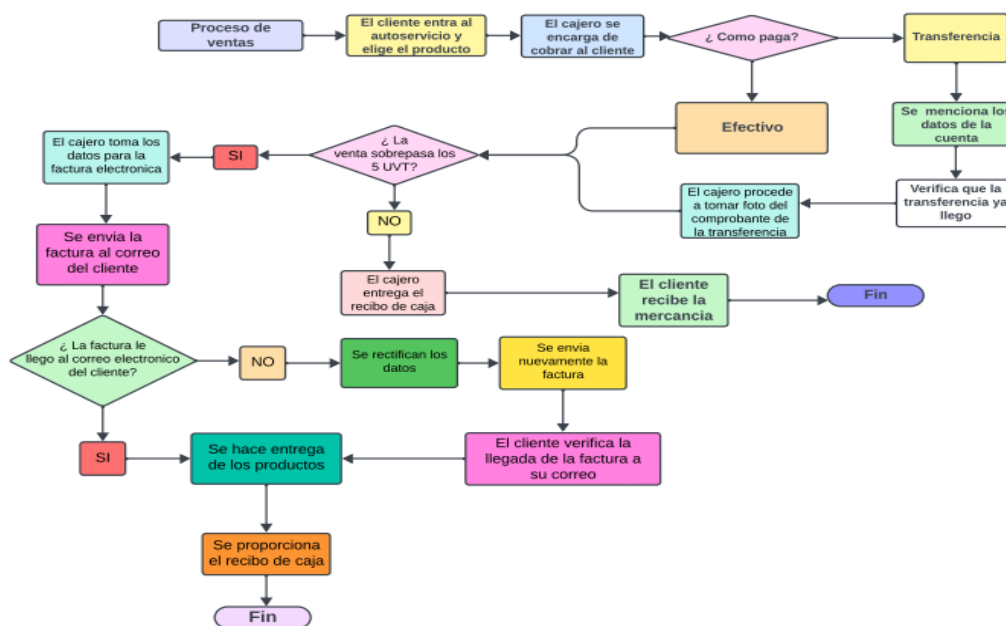 Proceso de
ventas
El cliente entra al
autoservicio y
elige el producto
El cajero se
encarga de
cobrar al cliente
¿ Como paga?
Transferencia
Efectivo
Se menciona los
datos de la
cuenta
Verifica que la
transferencia ya
llego
El cajero procede
a tomar foto del
comprobante de
la transferencia
¿ La
venta sobrepasa los
5 UVT?
SI
El cajero toma los
datos para la
factura electronica
NO
Se envia la
factura al correo
del cliente
El cajero
entrega el
recibo de caja
El cliente
recibe la
mercancia
Fin
¿ La factura le
llego al correo electronico
del cliente?
NO
Se rectifican los
datos
Se envia
nuevamente la
factura
SI
Se hace entrega
de los productos
El cliente verifica la
llegada de la factura a
su correo
Se proporciona
el recibo de caja
Fin